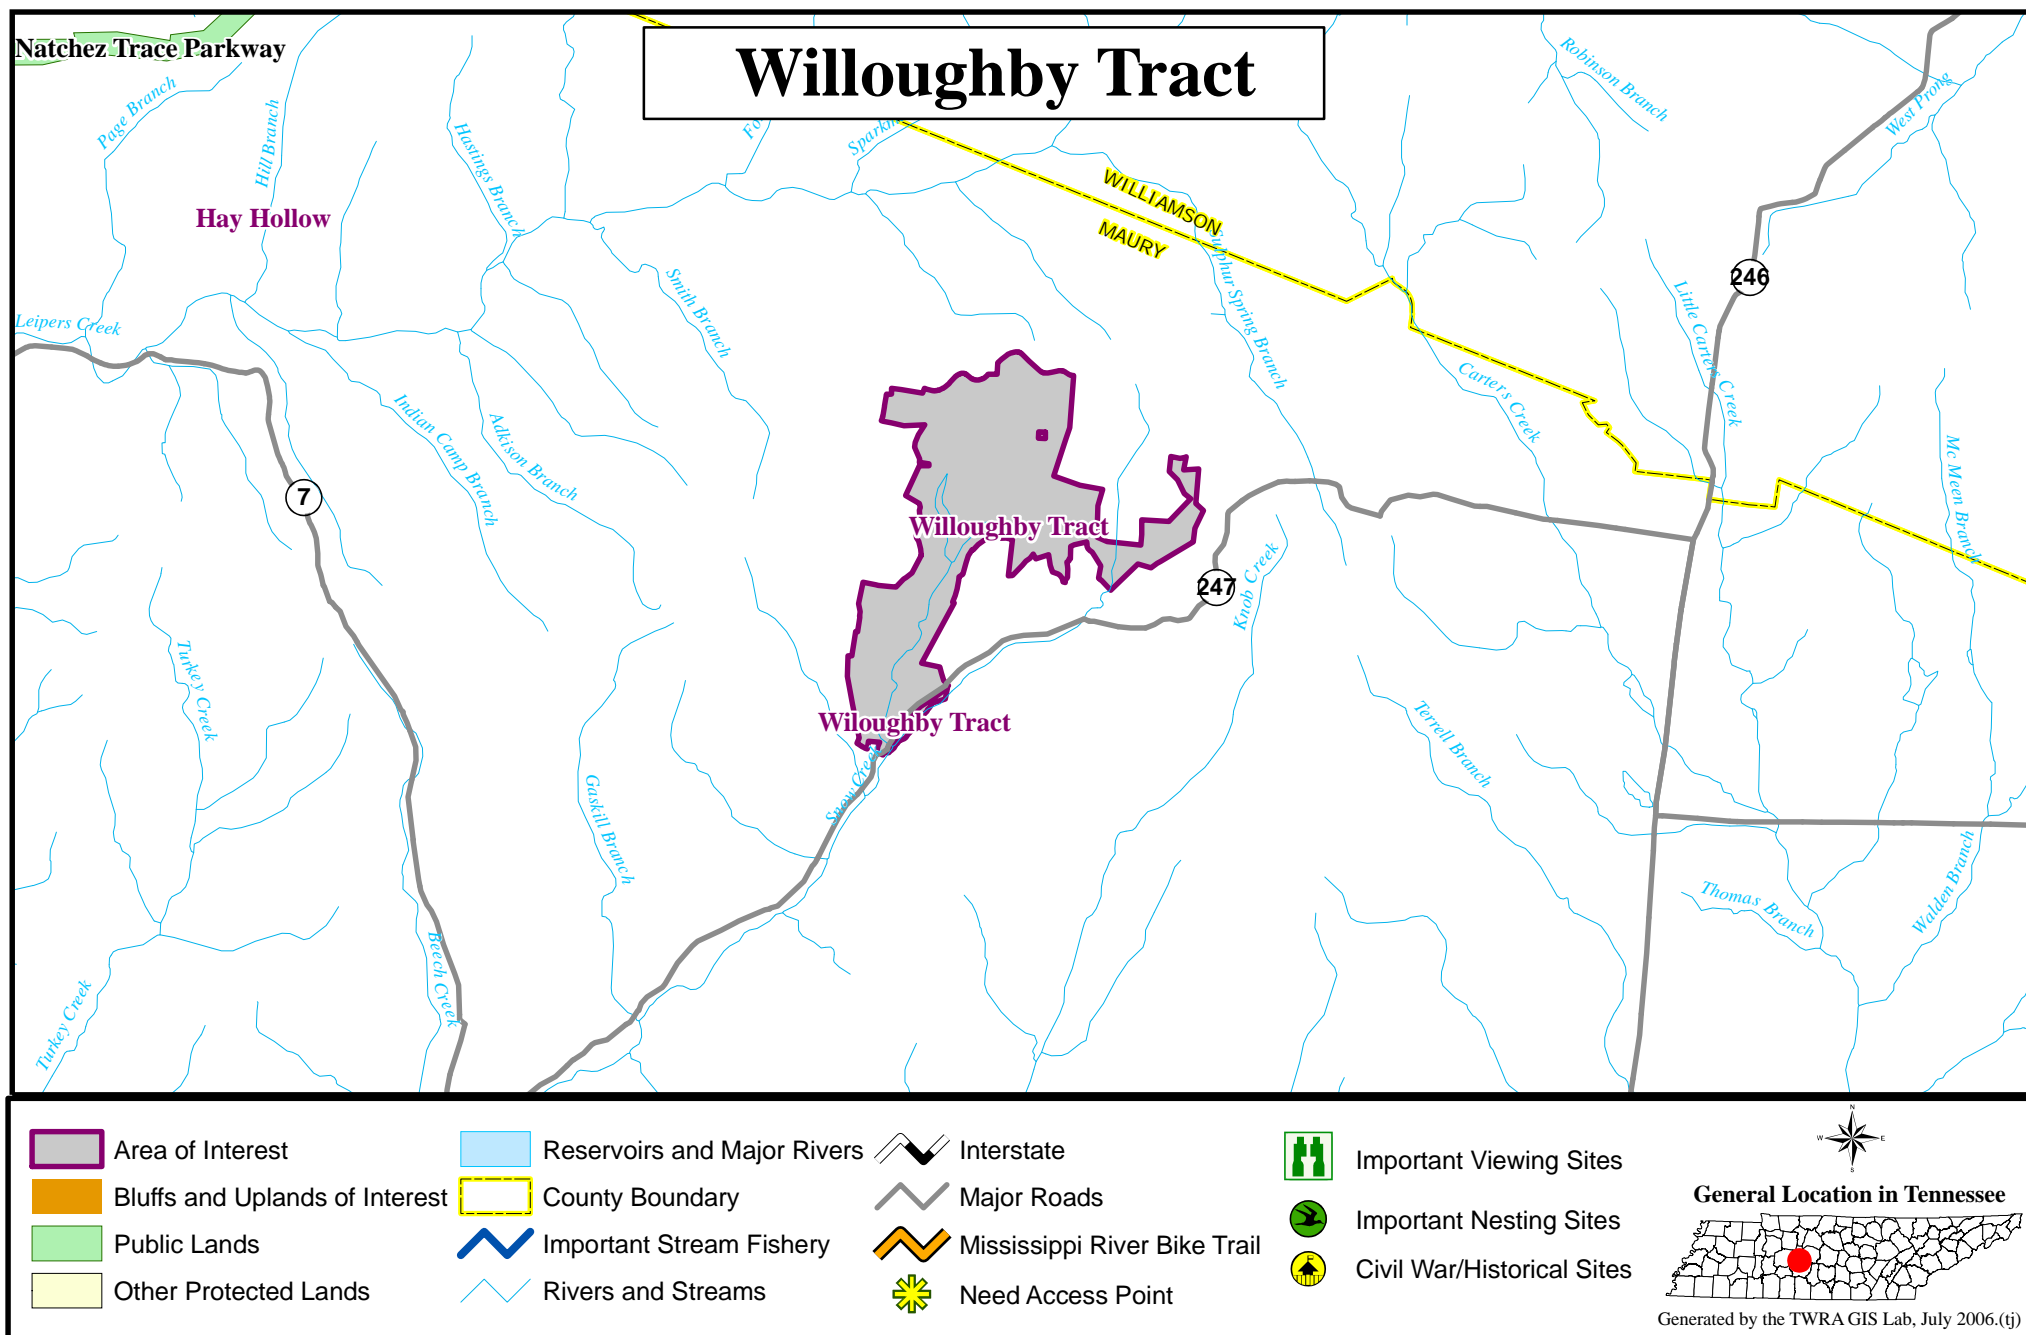 Willoughby Tract
Natchez Trace Parkway
Page Branch
Hill Branch
Hastings Branch
Robinson Branch
West Prong
Hay Hollow
WILLIAMSON
MAURY
Sulphur Spring Branch
246
Leipers Creek
Smith Branch
Little Carters Creek
Carters Creek
Indian Camp Branch
Adkison Branch
Mc Meen Branch
7
Willoughby Tract
247
Knob Creek
Turkey Creek
Wiloughby Tract
Snow Creek
Terrell Branch
Gaskill Branch
Walden Branch
Thomas Branch
Beech Creek
Turkey Creek
Area of Interest
Bluffs and Uplands of Interest
Public Lands
Other Protected Lands
Reservoirs and Major Rivers
County Boundary
Important Stream Fishery
Rivers and Streams
Interstate
Major Roads
Mississippi River Bike Trail
Need Access Point
Important Viewing Sites
Important Nesting Sites
Civil War/Historical Sites
N
W
E
S
General Location in Tennessee
Generated by the TWRA GIS Lab, July 2006.(tj)